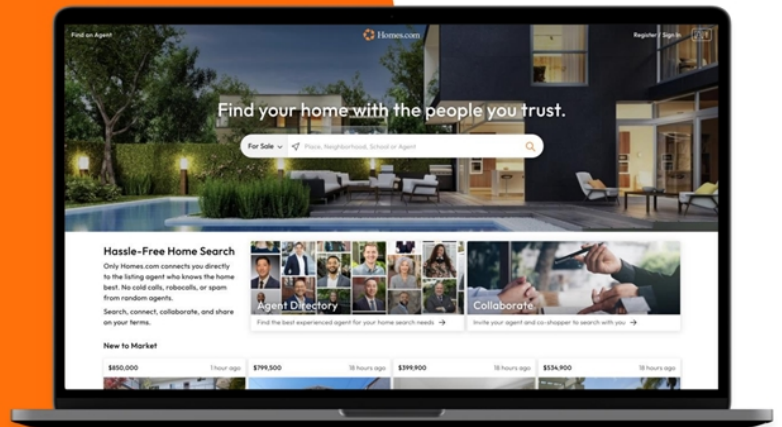 Find an Agent
Homes.com
Register / Sign In
Find your home with the people you trust.
For Sale
Place, Neighborhood, School or Agent
Hassle-Free Home Search
Only Homes.com connects you directly
to the listing agent who knows the home
best. No cold calls, robocalls, or spam
from random agents.
Search, connect, collaborate, and share
on your terms.
Agent Directory
Find the best experienced agent for your home search needs →
Collaborate
Invite your agent and co-shopper to search with you →
New to Market
$850,000
1 hour ago
$799,500
18 hours ago
$399,900
18 hours ago
$534,900
18 hours ago